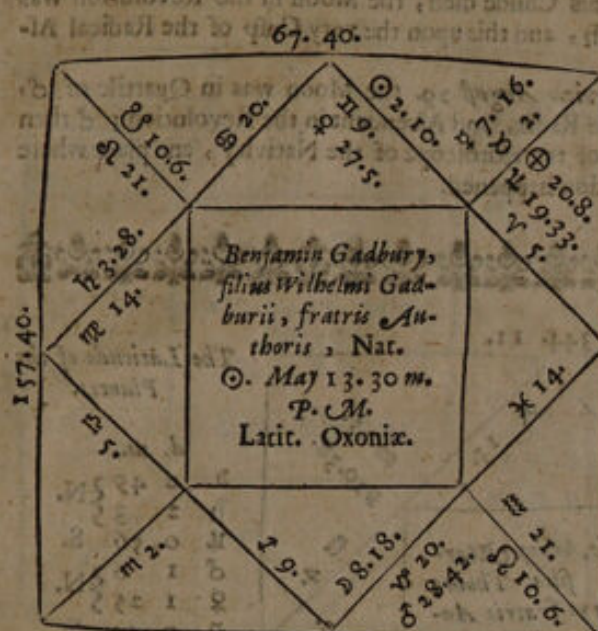 67. 40.
☉ 2. 10.
♊ 9.
♀ 27. 5.
☿ 7. 16.
♉ 2.
⊕ 20. 8.
♃ 19. 33.
♈ 5.
♋ 20.
☋ 10. 6.
♌ 21.
♄ 3. 28.
♍ 14.
157. 40.
Benjamin Gadbury,
filius Wilhelmi Gad-
burii, fratris Au-
thoris, Nat.
☉. May 13. 30 m.
P. M.
Latit. Oxoniæ.
♓ 14.
♎ 5.
♏ 2.
♐ 9.
☽ 8. 18.
♑ 20.
♂ 28. 42.
♒ 21.
☊ 10. 6.